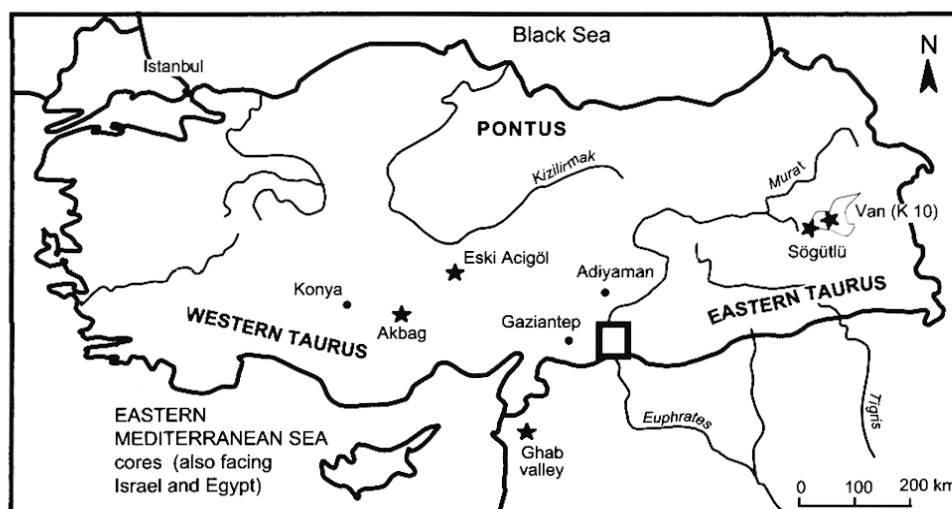 Black Sea
N
Istanbul
PONTUS
Kizilirmak
Murat
Van (K 10)
Sögütlü
Eski Acigöl
Adiyaman
Konya
EASTERN TAURUS
WESTERN TAURUS
Akbag
Gaziantep
EASTERN
MEDITERRANEAN SEA
cores (also facing
Israel and Egypt)
Euphrates
Tigris
Ghab
valley
0 100 200 km